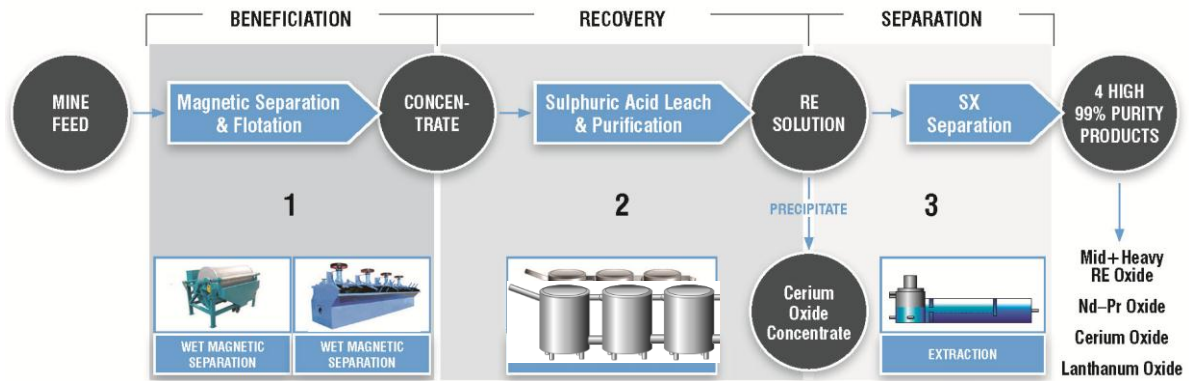 BENEFICIATION
RECOVERY
SEPARATION
MINE
FEED
Magnetic Separation
& Flotation
CONCEN-
TRATE
Sulphuric Acid Leach
& Purification
RE
SOLUTION
SX
Separation
4 HIGH
99% PURITY
PRODUCTS
1
2
3
PRECIPITATE
WET MAGNETIC
SEPARATION
WET MAGNETIC
SEPARATION
Cerium
Oxide
Concentrate
EXTRACTION
Mid+Heavy
RE Oxide
Nd–Pr Oxide
Cerium Oxide
Lanthanum Oxide